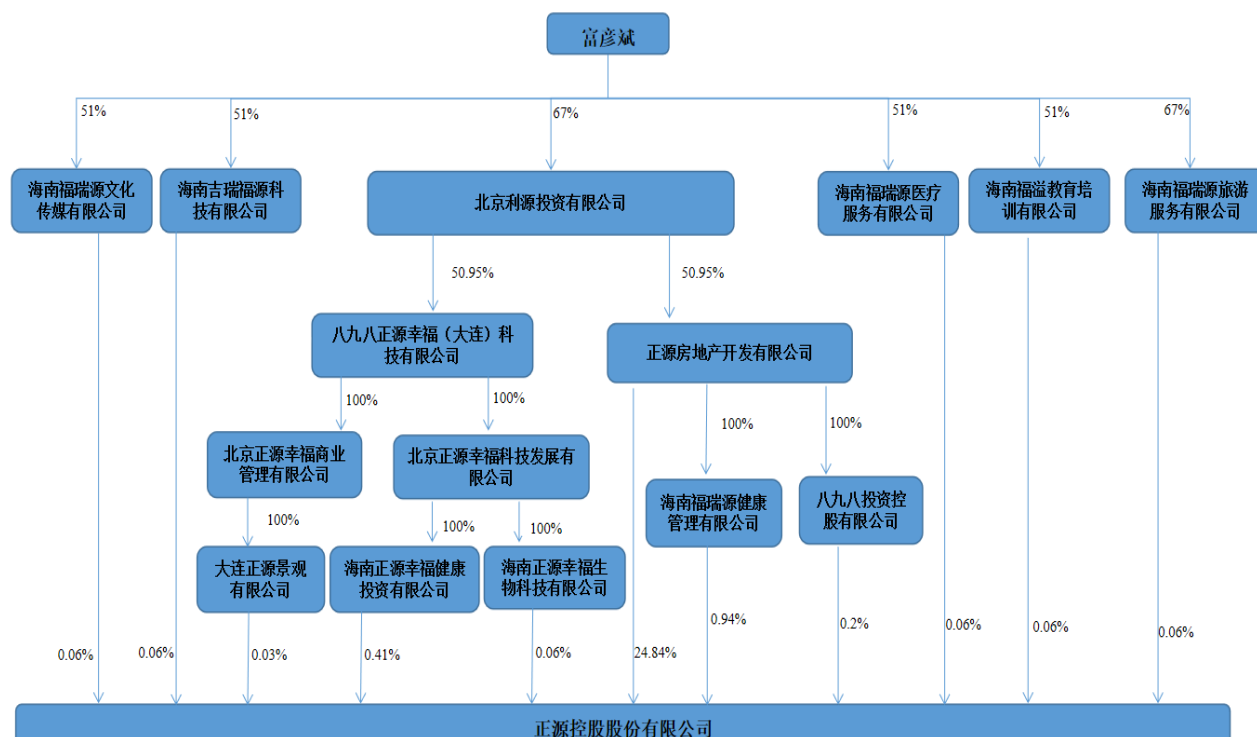 富彦斌
51%
51%
67%
51%
51%
67%
海南福瑞源文化
传媒有限公司
海南吉瑞福源科
技有限公司
北京利源投资有限公司
海南福瑞源医疗
服务有限公司
海南福溢教育培
训有限公司
海南福瑞源旅游
服务有限公司
50.95%
50.95%
八九八正源幸福（大连）科
技有限公司
正源房地产开发有限公司
100%
100%
100%
100%
北京正源幸福商业
管理有限公司
北京正源幸福科技发展有
限公司
海南福瑞源健康
管理有限公司
八九八投资控
股有限公司
100%
100%
100%
大连正源景观
有限公司
海南正源幸福健康
投资有限公司
海南正源幸福生
物科技有限公司
0.06%
0.06%
0.03%
0.41%
0.06%
24.84%
0.94%
0.2%
0.06%
0.06%
0.06%
正源控股股份有限公司